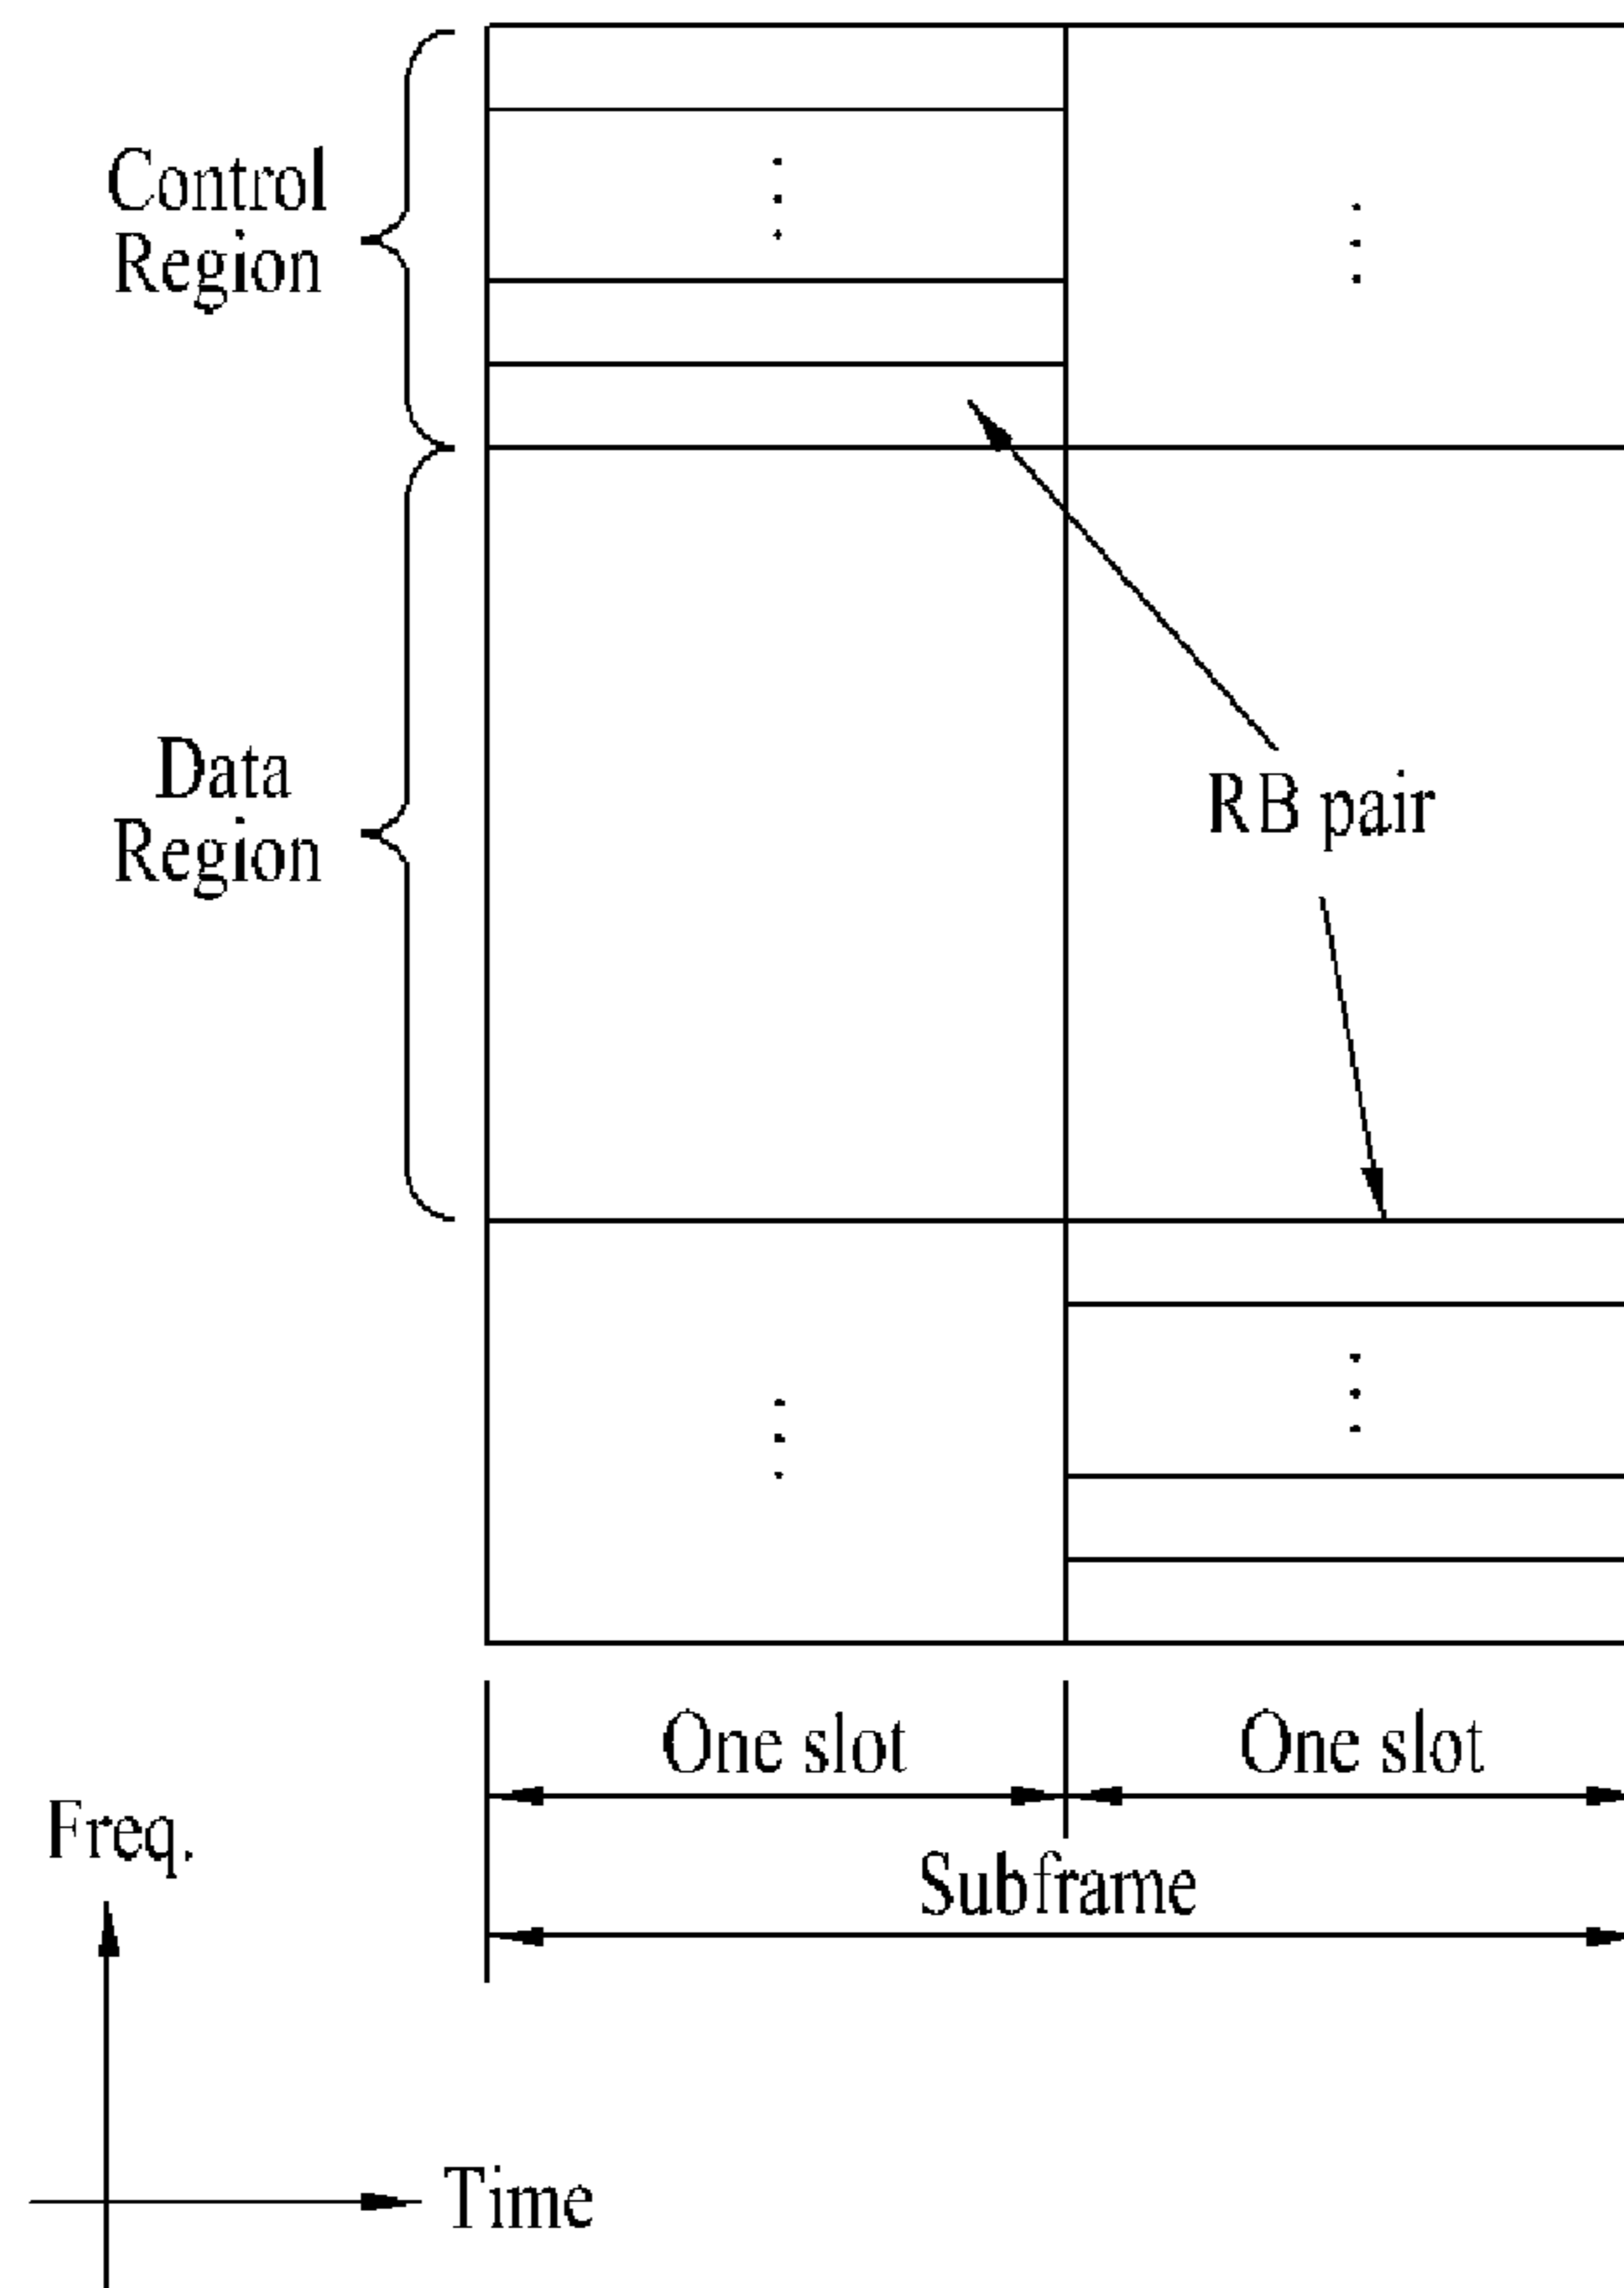 Control
Region
Data
Region
RB pair
One slot
One slot
Subframe
Freq.
Time